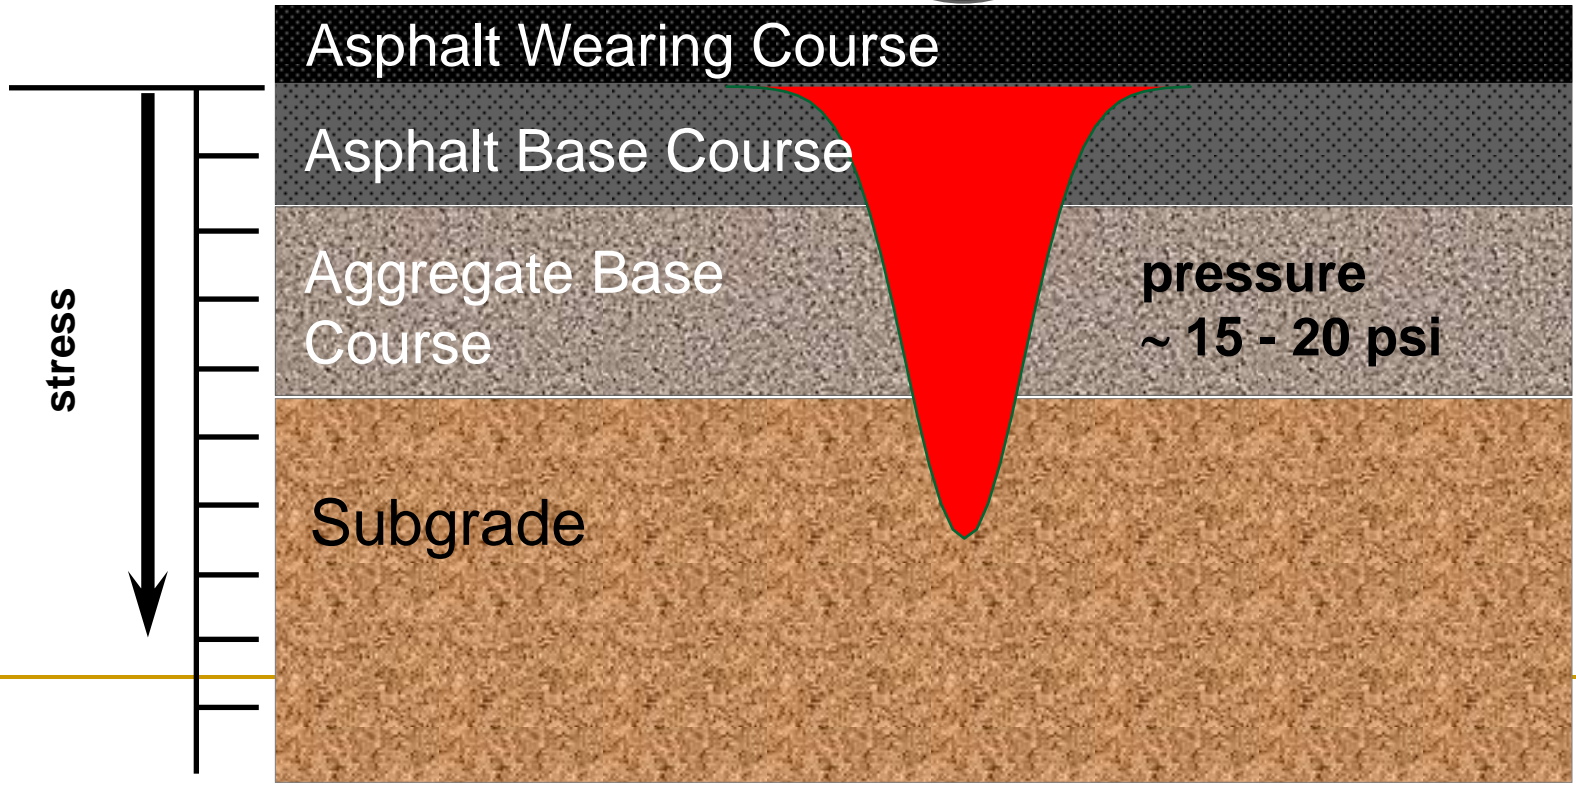 Asphalt Wearing Course
Asphalt Base Course
Aggregate Base
Course
pressure
~ 15 - 20 psi
stress
Subgrade